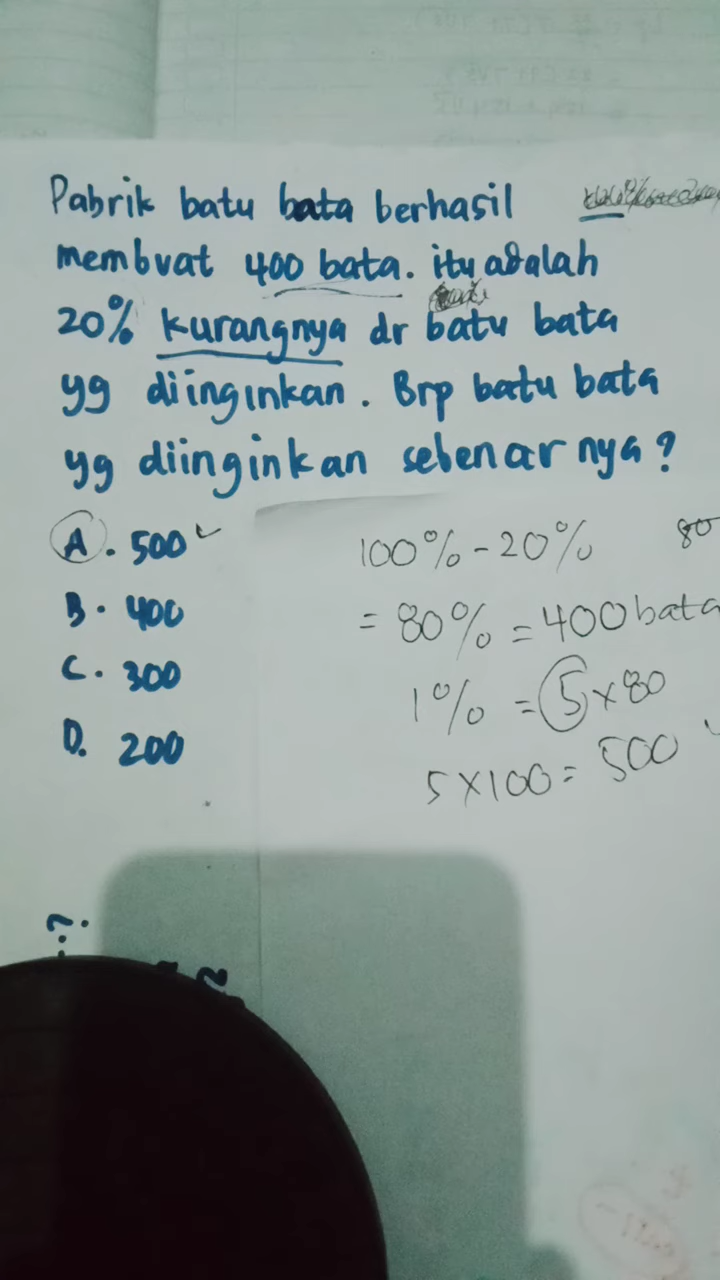 Pabrik batu bata berhasil
membuat 400 bata. itu adalah
20% kurangnya dr batu bata
yg diinginkan. Brp batu bata
yg diinginkan sebenarnya?
A. 500
B. 400
C. 300
D. 200
100% - 20% 80
= 80% = 400 bata
1% = 5 x 80
5 x 100 = 500